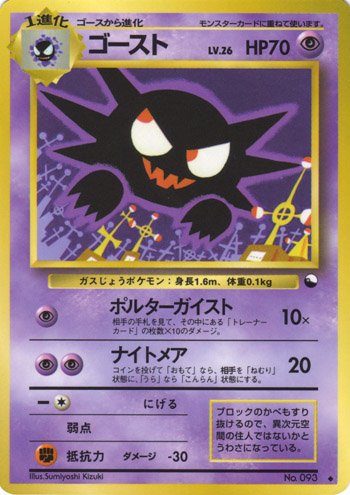 1進化
ゴースから進化
モンスターカードに重ねて使います。
ゴースト
LV.26
HP70
ガスじょうポケモン：身長1.6m、体重0.1kg
ポルターガイスト
10×
相手の手札を見て、その中にある「トレーナー
カード」の枚数×10のダメージ。
ナイトメア
20
コインを投げて「おもて」なら、相手を「ねむり」
状態に、「うら」なら「こんらん」状態にする。
にげる
弱点
抵抗力 ダメージ -30
ブロックのかべもすり
抜けるので、異次元空
間の住人ではないかと
うわさになっている。
Illus.Sumiyoshi Kizuki
No.093